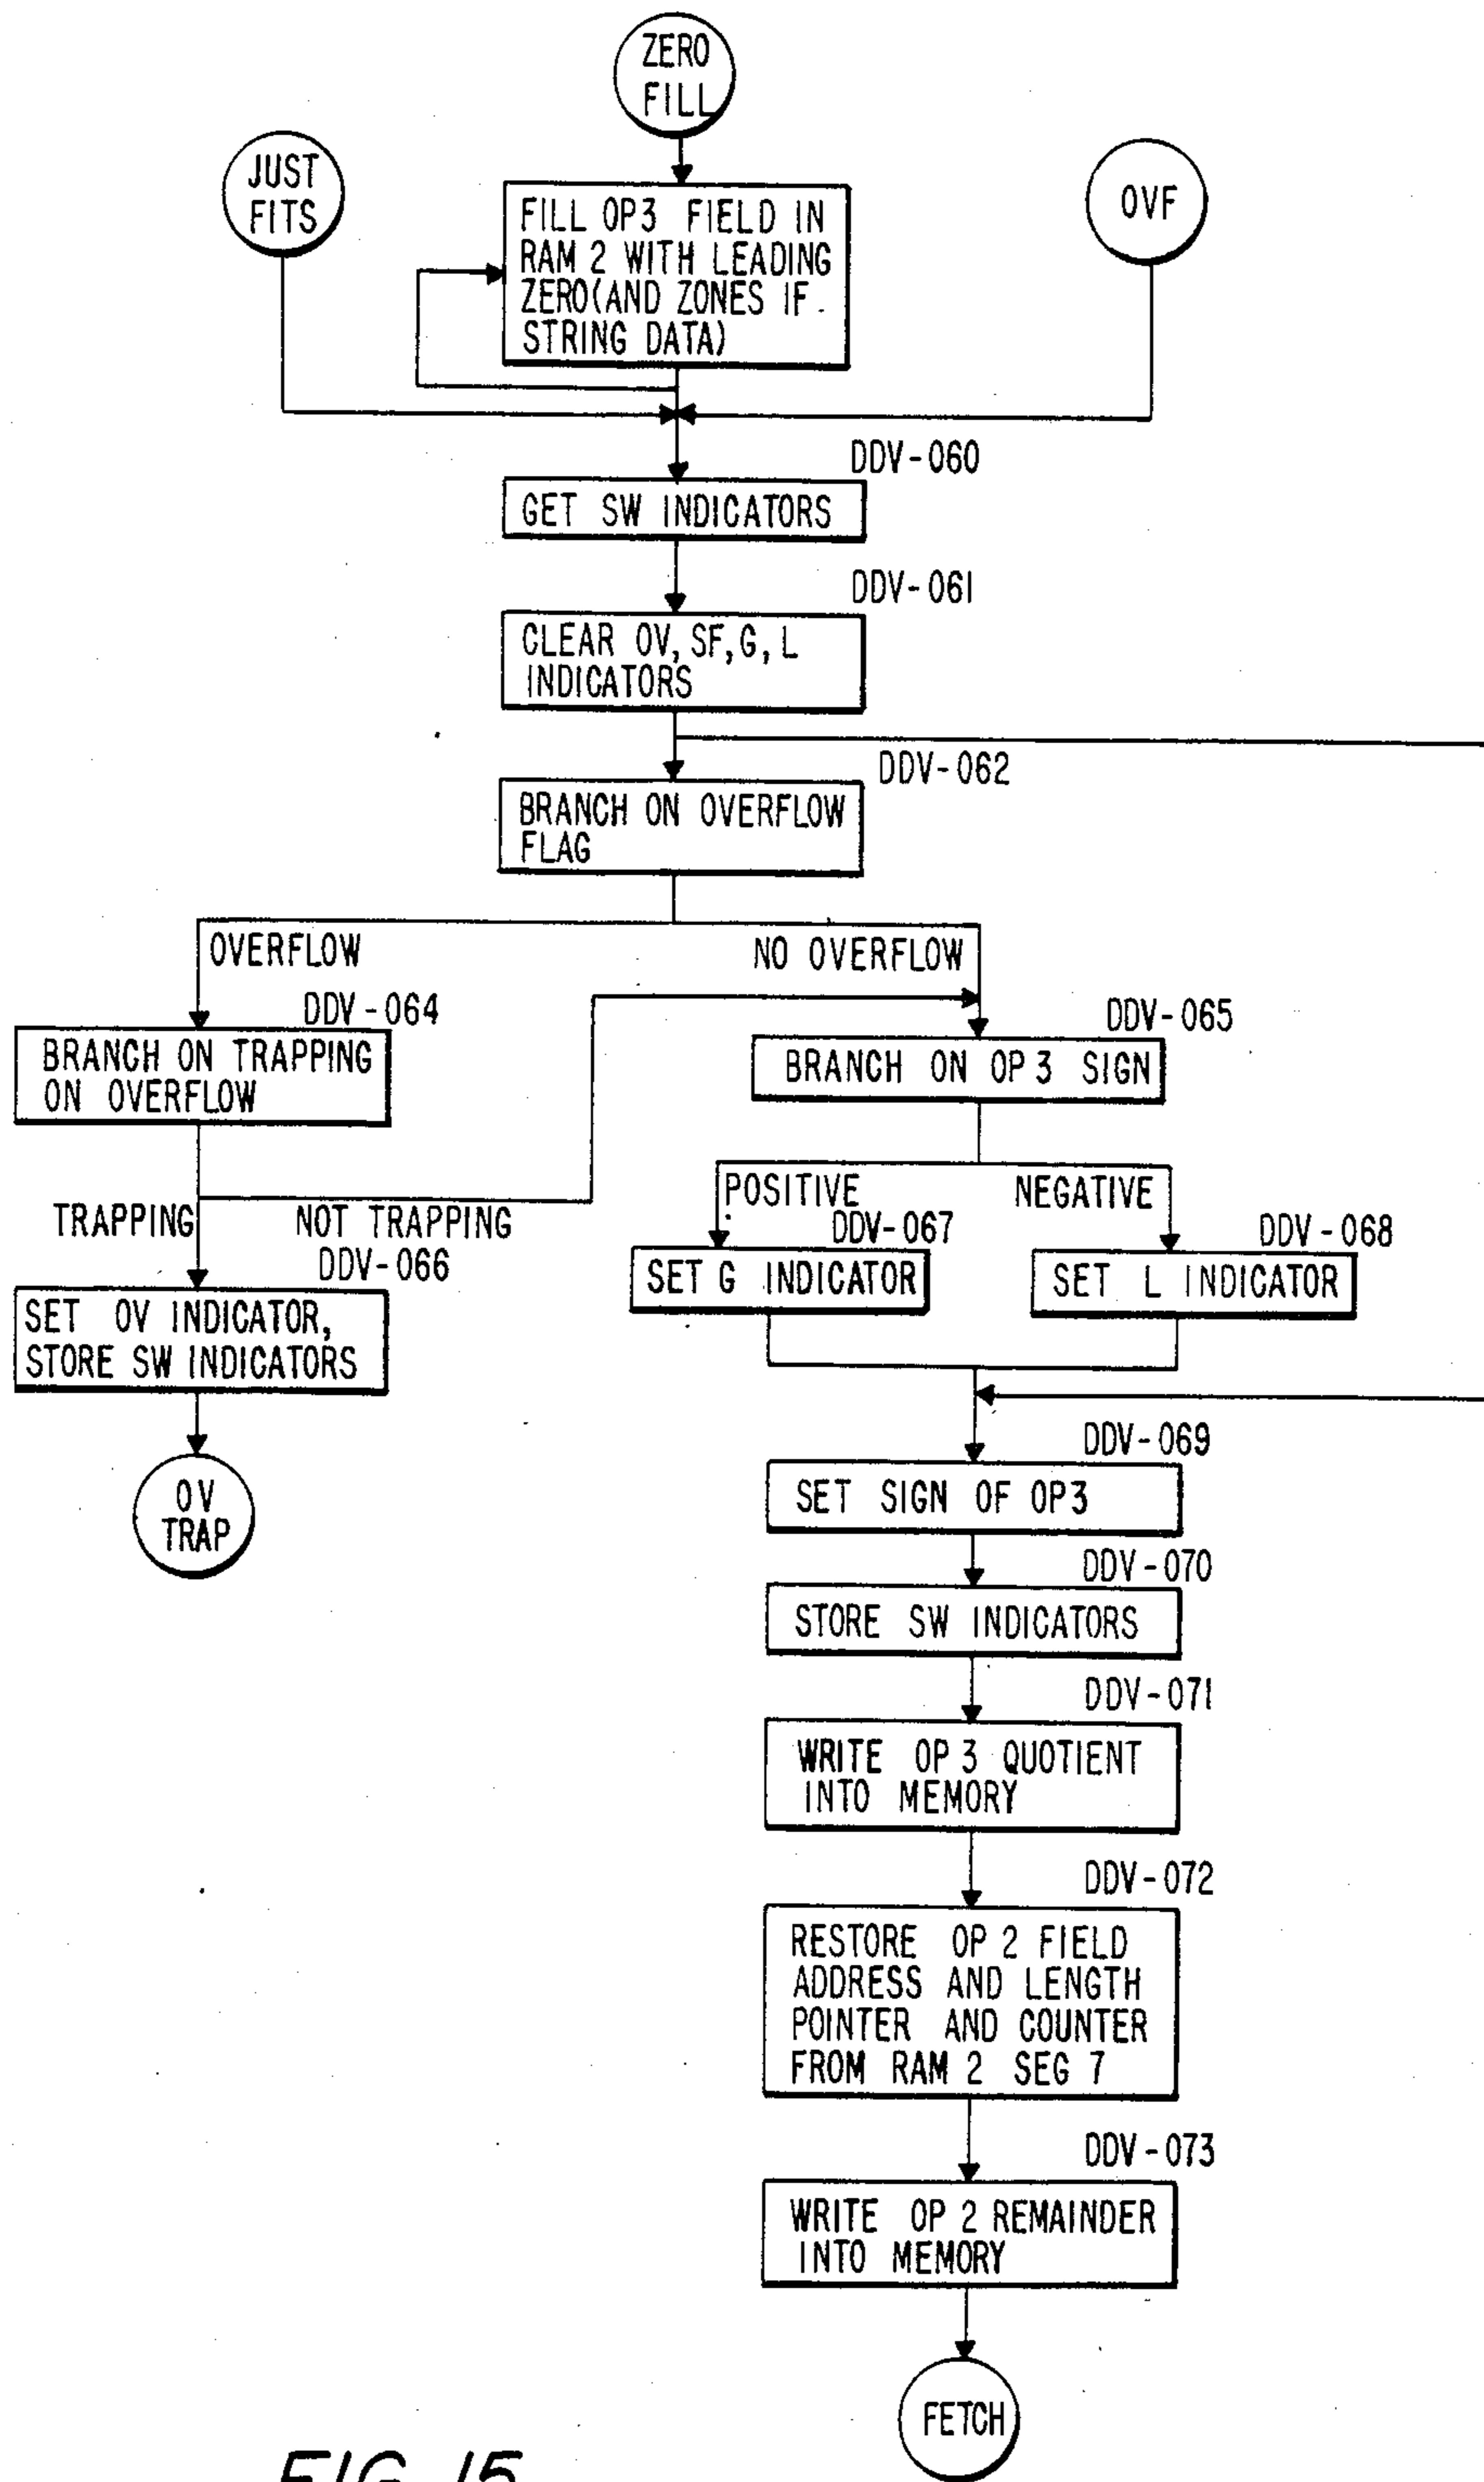 ZERO
FILL
JUST
FITS
OVF
FILL OP3 FIELD IN
RAM 2 WITH LEADING
ZERO(AND ZONES IF
STRING DATA)
DDV-060
GET SW INDICATORS
DDV-061
CLEAR OV, SF, G, L
INDICATORS
DDV-062
BRANCH ON OVERFLOW
FLAG
OVERFLOW
NO OVERFLOW
DDV-064
BRANCH ON TRAPPING
ON OVERFLOW
DDV-065
BRANCH ON OP3 SIGN
TRAPPING
NOT TRAPPING
POSITIVE
NEGATIVE
DDV-066
SET OV INDICATOR,
STORE SW INDICATORS
DDV-067
SET G INDICATOR
DDV-068
SET L INDICATOR
OV
TRAP
DDV-069
SET SIGN OF OP3
DDV-070
STORE SW INDICATORS
DDV-071
WRITE OP3 QUOTIENT
INTO MEMORY
DDV-072
RESTORE OP 2 FIELD
ADDRESS AND LENGTH
POINTER AND COUNTER
FROM RAM 2 SEG 7
DDV-073
WRITE OP 2 REMAINDER
INTO MEMORY
FETCH
FIG. 15